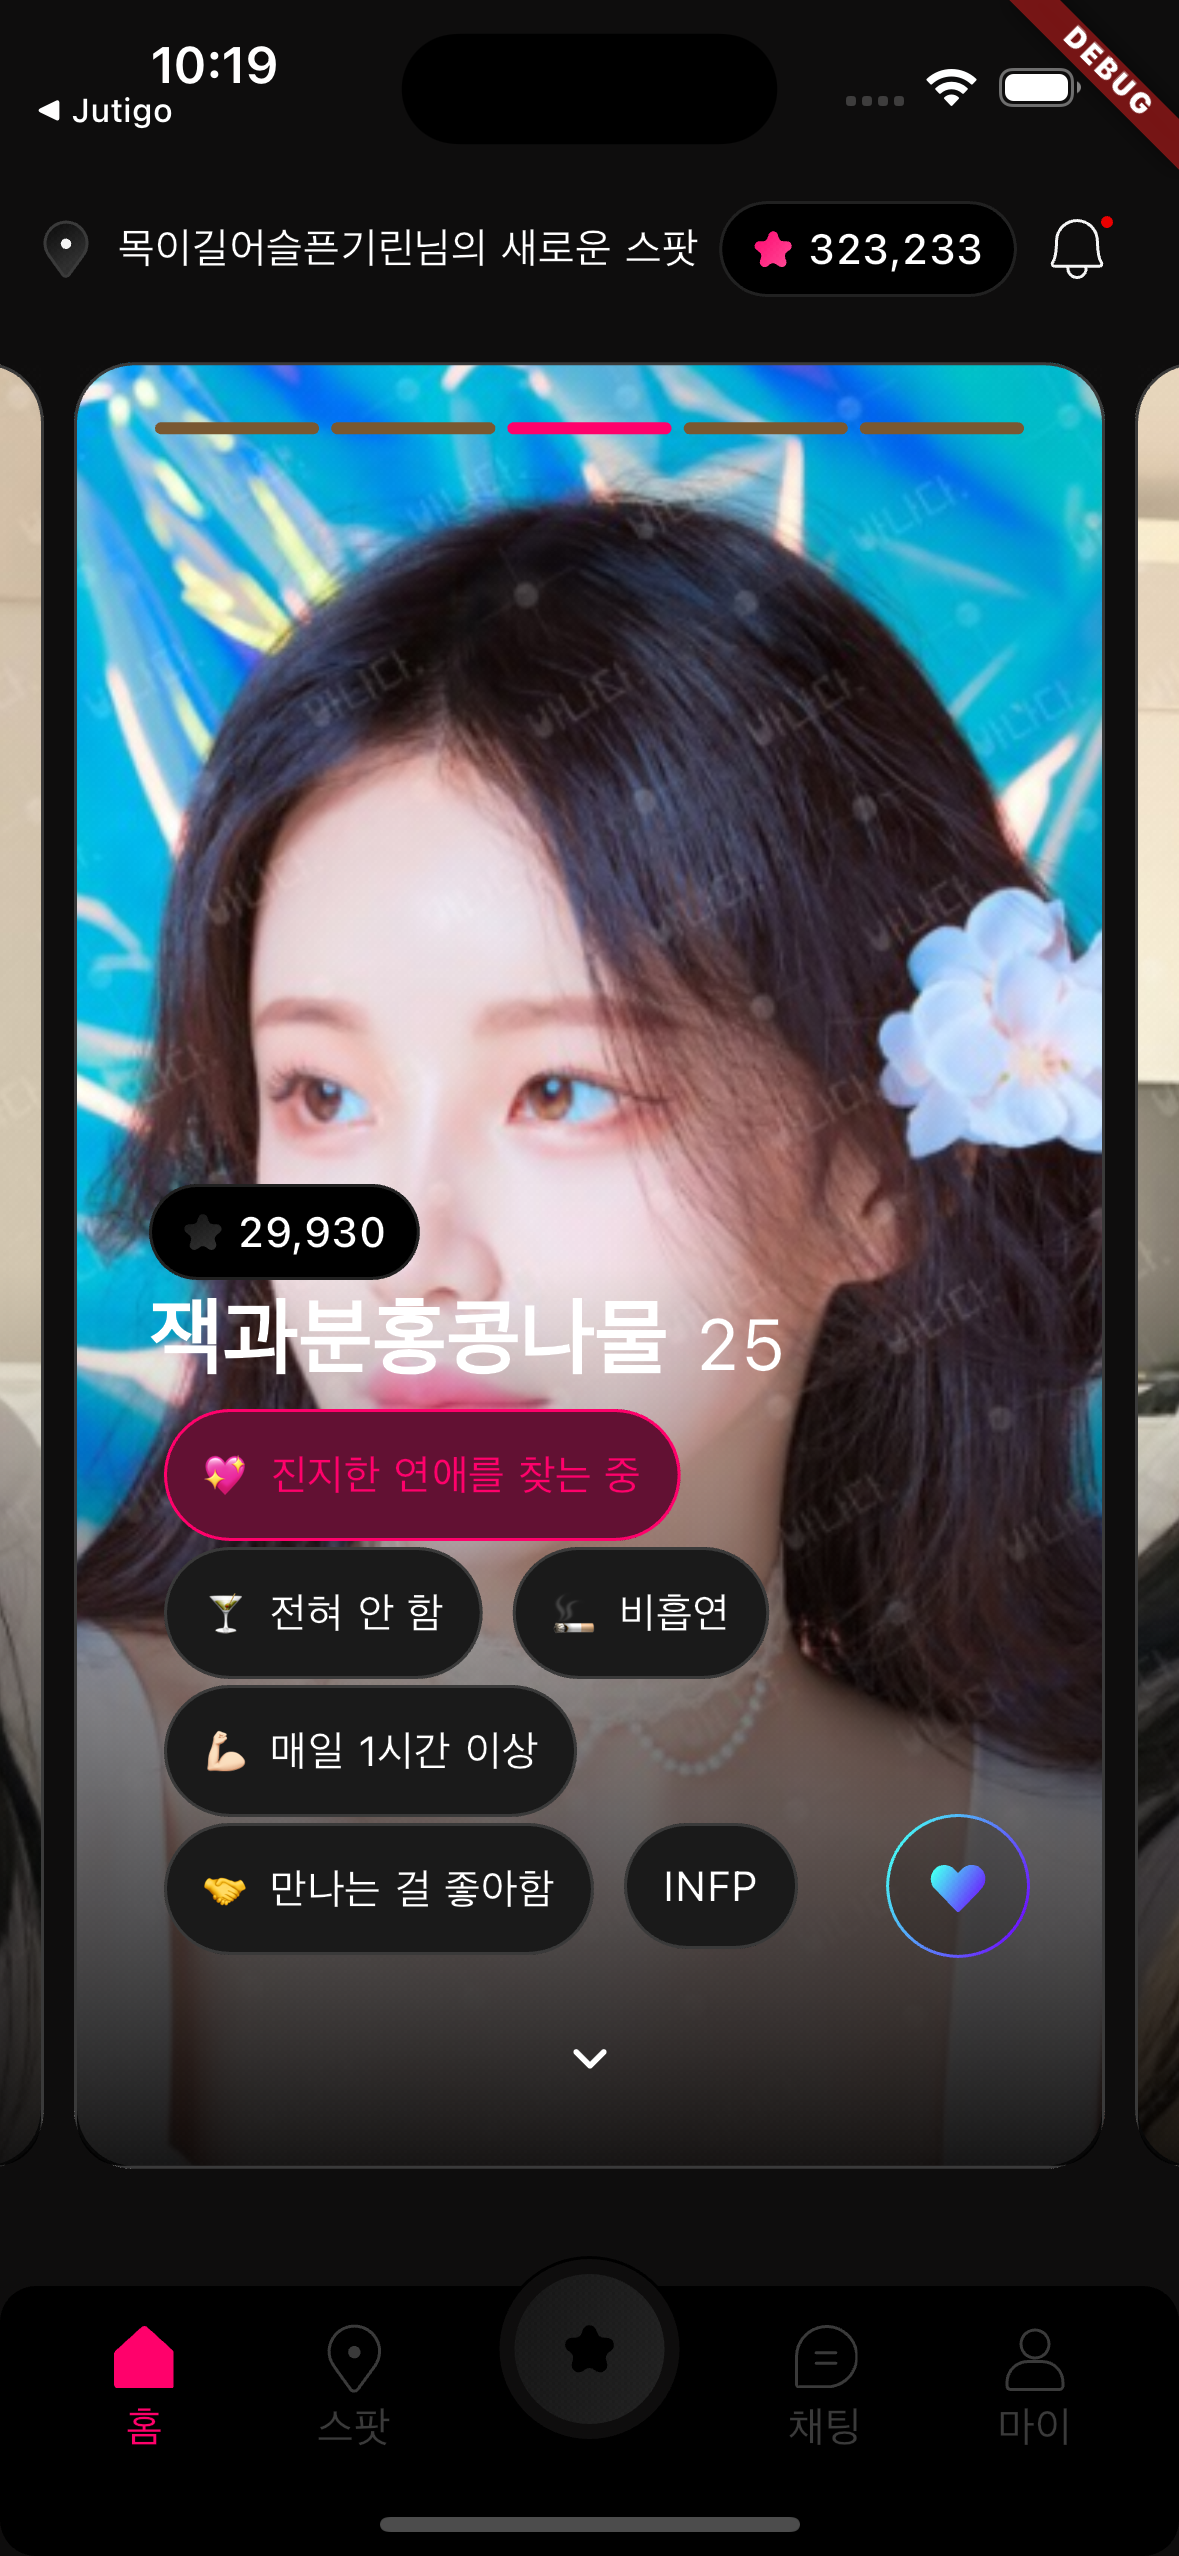 10:19
◀ Jutigo
DEBUG
목이길어슬픈기린님의 새로운 스팟
323,233
29,930
잭과분홍콩나물 25
진지한 연애를 찾는 중
전혀 안 함 비흡연
매일 1시간 이상
만나는 걸 좋아함 INFP
홈 스팟 채팅 마이